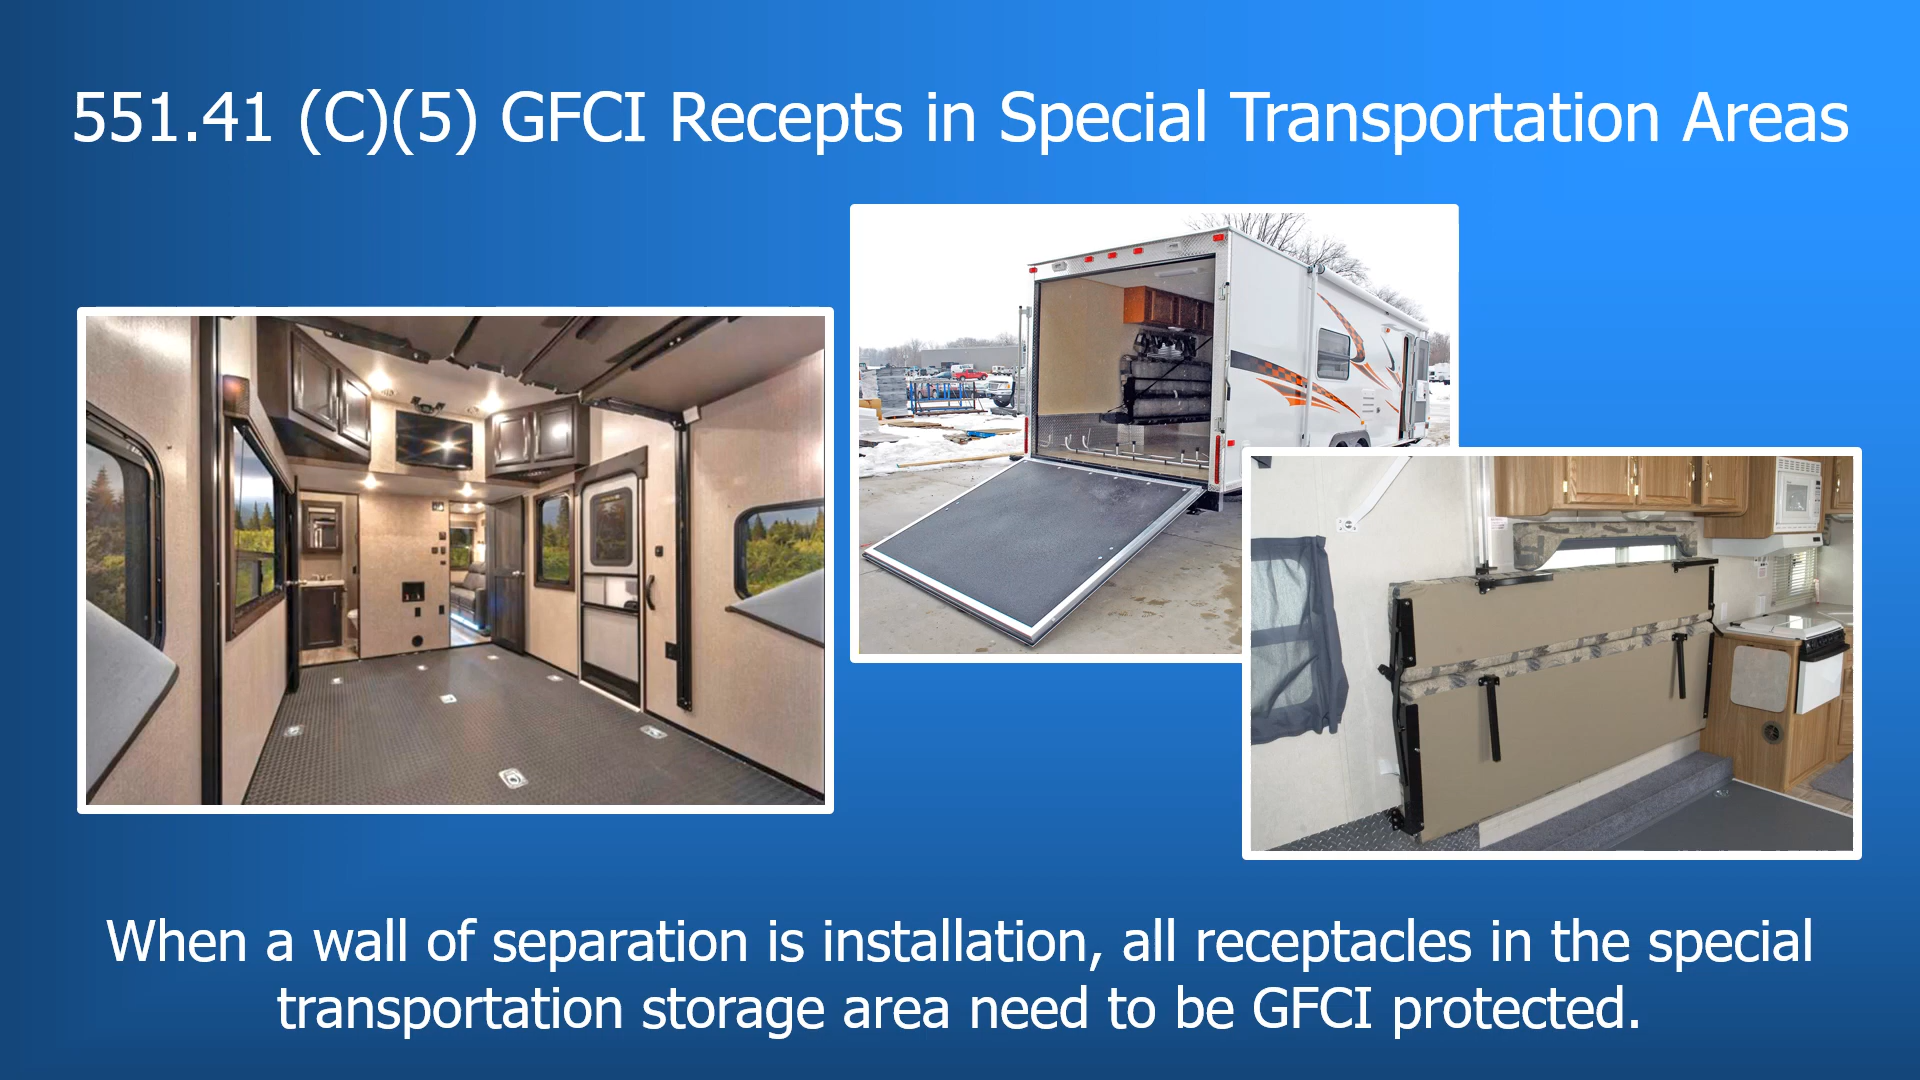 551.41 (C)(5) GFCI Recepts in Special Transportation Areas
When a wall of separation is installation, all receptacles in the special
transportation storage area need to be GFCI protected.